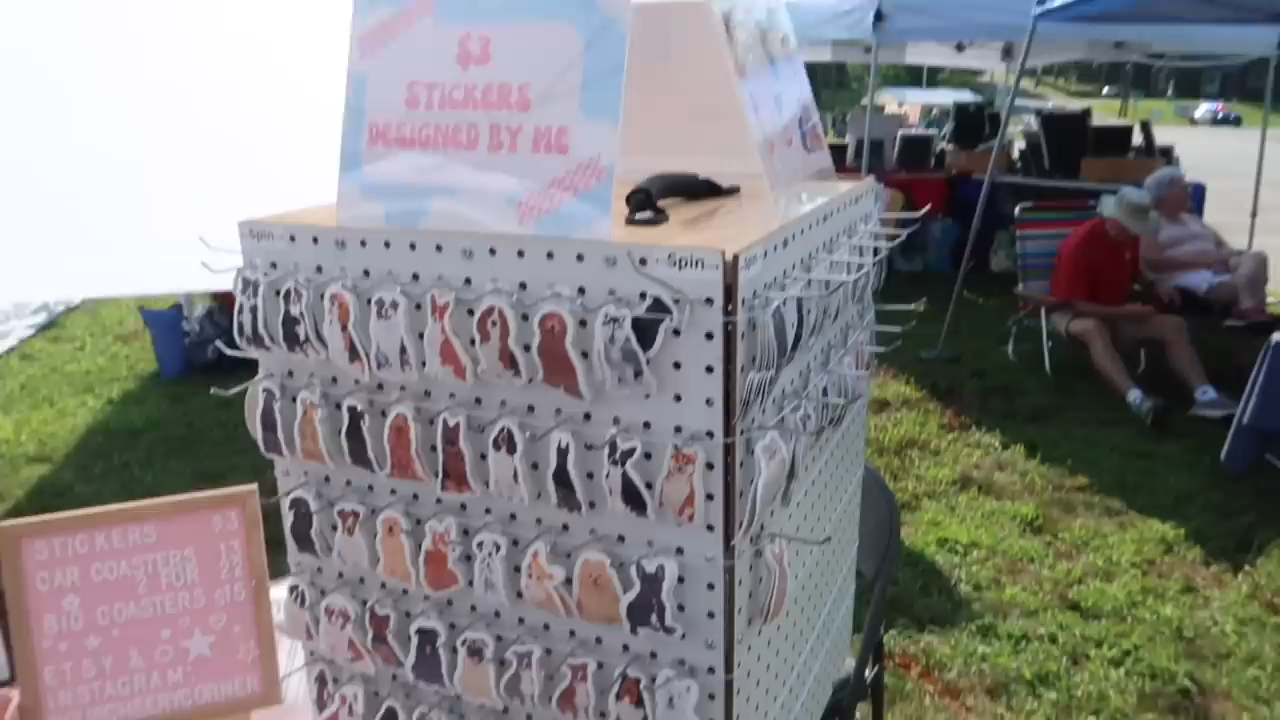 $3
STICKERS
DESIGNED BY ME
Spin
Spin
STICKERS $3
CAR COASTERS 13
2 FOR 22
BIG COASTERS $15
ETSY &
INSTAGRAM: